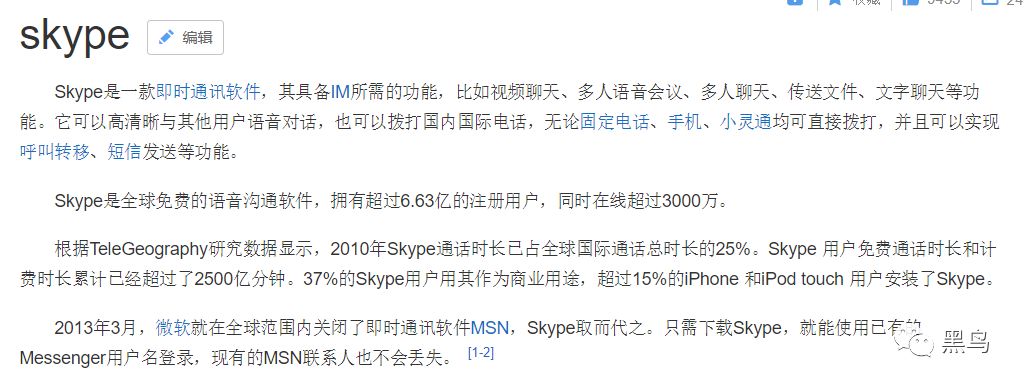 skype 编辑
Skype是一款即时通讯软件，其具备IM所需的功能，比如视频聊天、多人语音会议、多人聊天、传送文件、文字聊天等功
能。它可以高清晰与其他用户语音对话，也可以拨打国内国际电话，无论固定电话、手机、小灵通均可直接拨打，并且可以实现
呼叫转移、短信发送等功能。
Skype是全球免费的语音沟通软件，拥有超过6.63亿的注册用户，同时在线超过3000万。
根据TeleGeography研究数据显示，2010年Skype通话时长已占全球国际通话总时长的25%。Skype 用户免费通话时长和计
费时长累计已经超过了2500亿分钟。37%的Skype用户用其作为商业用途，超过15%的iPhone 和iPod touch 用户安装了Skype。
2013年3月，微软就在全球范围内关闭了即时通讯软件MSN，Skype取而代之。只需下载Skype，就能使用已有的
Messenger用户名登录，现有的MSN联系人也不会丢失。 [1-2]
黑鸟